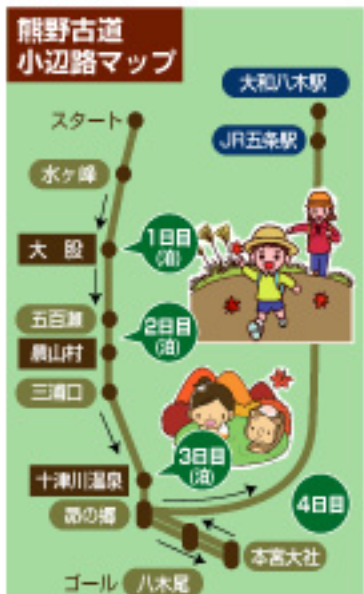 熊野古道
小辺路マップ
大和八木駅
スタート
JR五条駅
水ヶ峰
1日目
(泊)
大股
五百瀬
2日目
(泊)
農山村
三浦口
3日目
(泊)
十津川温泉
4日目
昴の郷
本宮大社
ゴール 八木尾